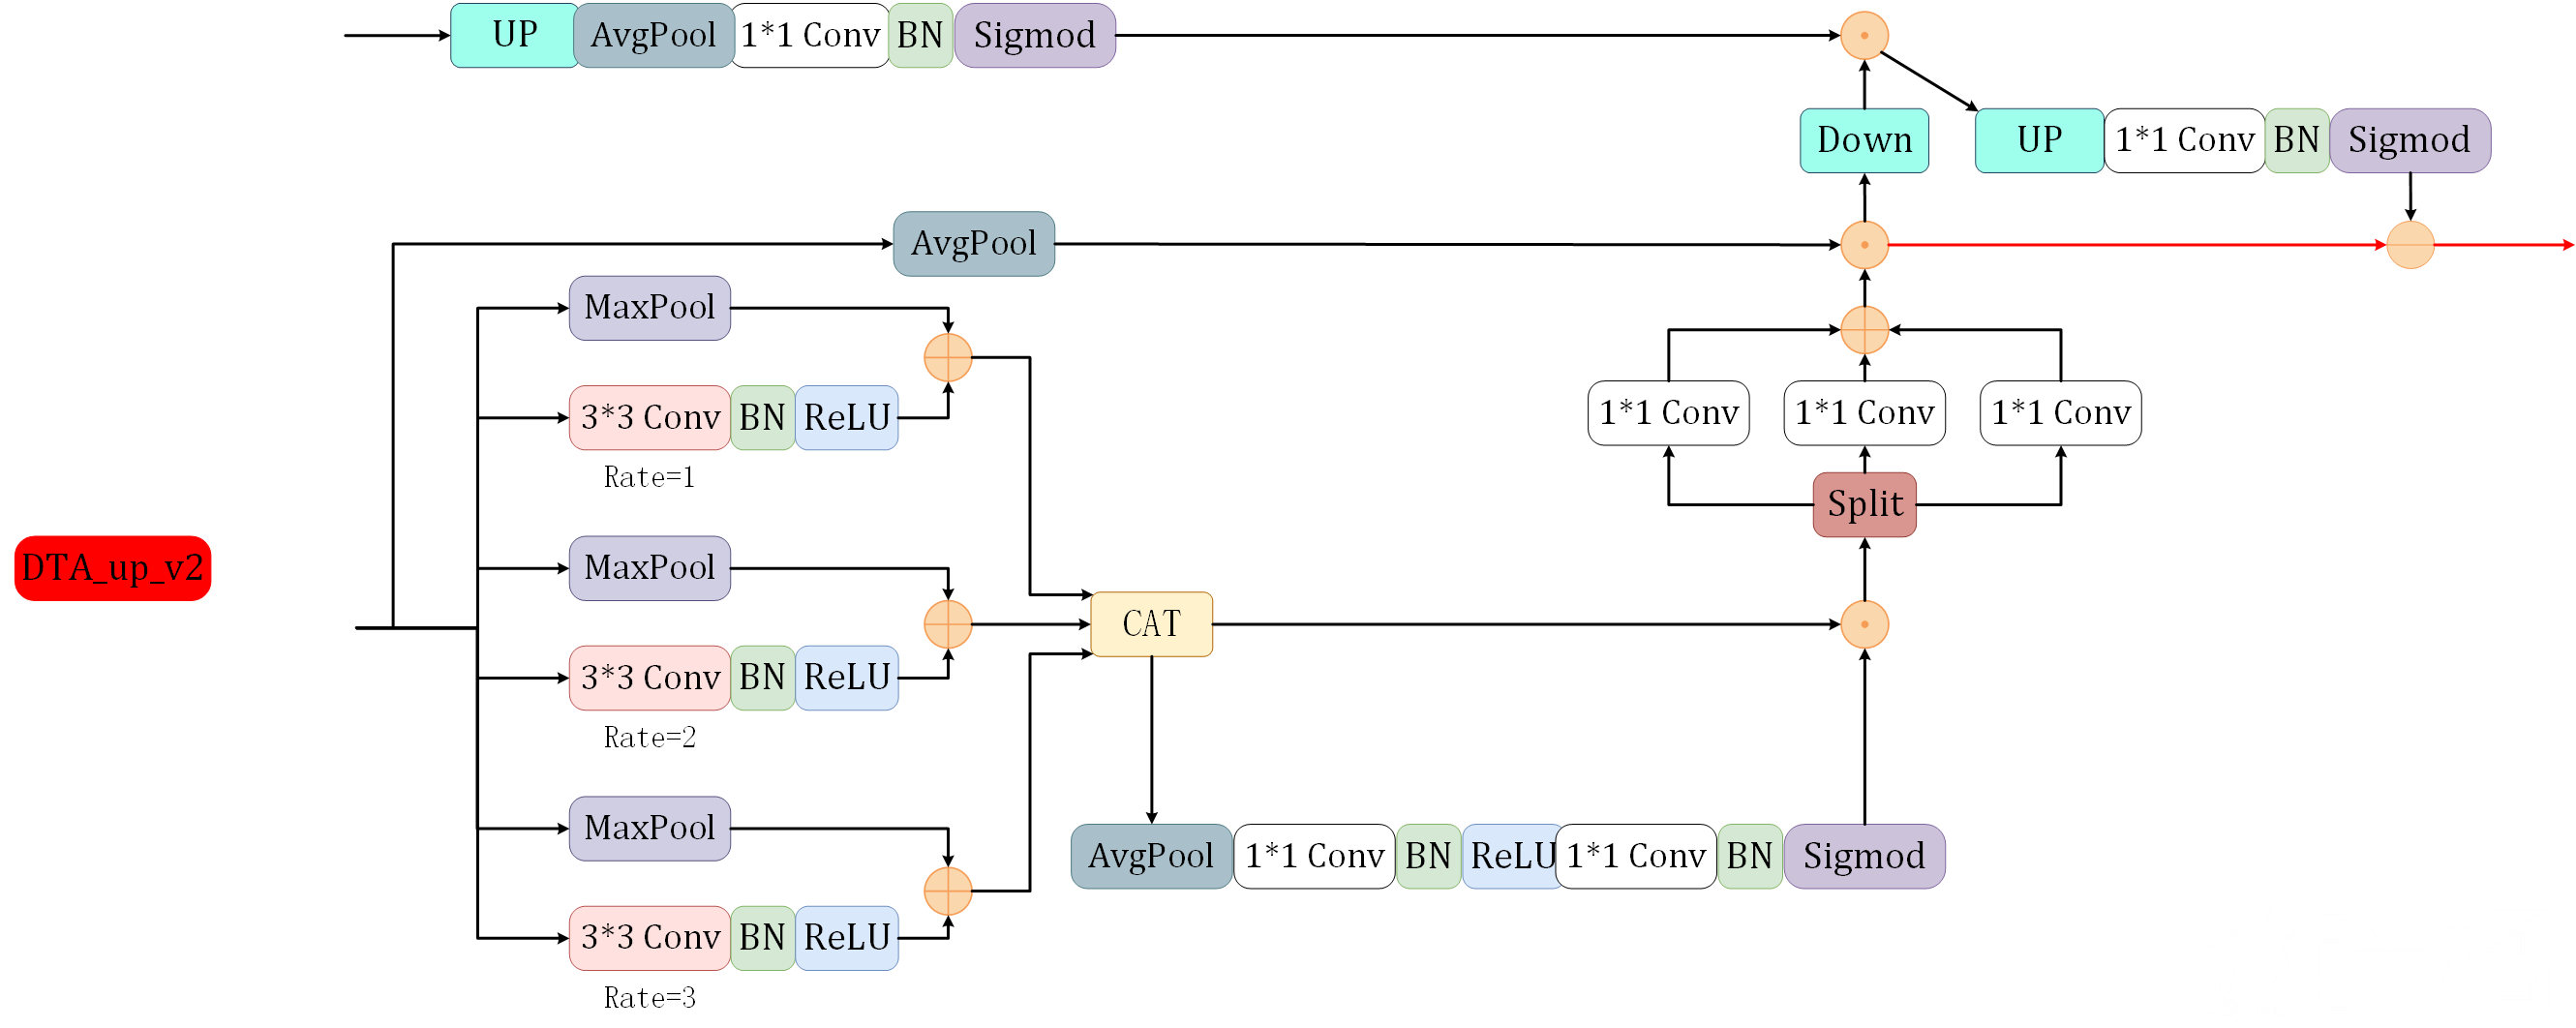 UP AvgPool 1*1 Conv BN Sigmod
Down UP 1*1 Conv BN Sigmod
AvgPool
MaxPool
3*3 Conv BN ReLU 1*1 Conv 1*1 Conv 1*1 Conv
Rate=1
Split
DTA_up_v2 MaxPool
CAT
3*3 Conv BN ReLU
Rate=2
MaxPool
AvgPool 1*1 Conv BN ReLU 1*1 Conv BN Sigmod
3*3 Conv BN ReLU
Rate=3